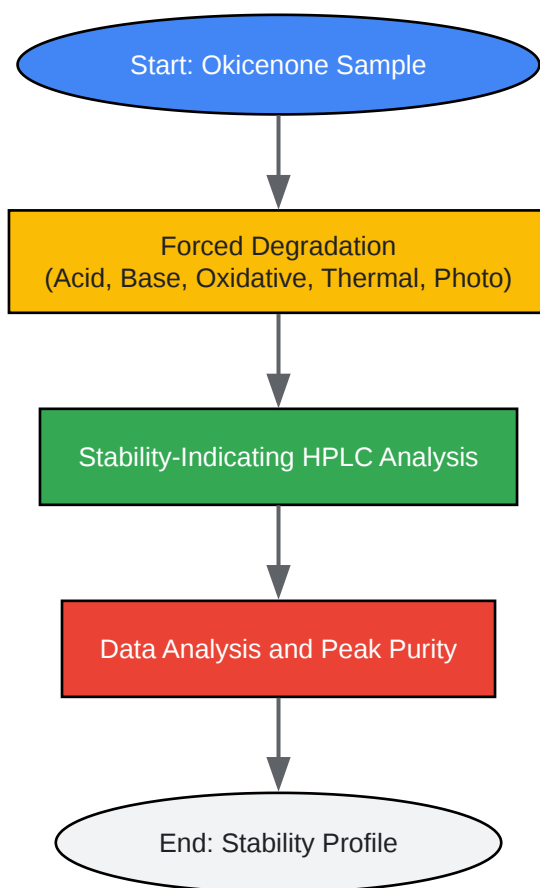 Start: Okicenone Sample
Forced Degradation
(Acid, Base, Oxidative, Thermal, Photo)
Stability-Indicating HPLC Analysis
Data Analysis and Peak Purity
End: Stability Profile